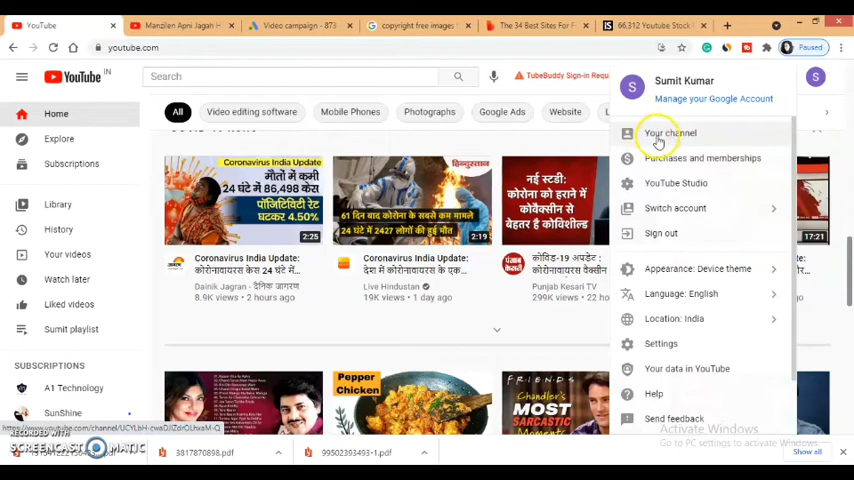 YouTube
Manzilen Apni Jagah H
Video campaign - 873
copyright free images f
The 34 Best Sites For F
66,312 Youtube Stock
youtube.com
Paused
YouTube IN
Search
TubeBuddy Sign-in Requi
S
All
Video editing software
Mobile Phones
Photographs
Google Ads
Website
S
Sumit Kumar
Manage your Google Account
Your channel
Purchases and memberships
YouTube Studio
Switch account
Sign out
Appearance: Device theme
Language: English
Location: India
Settings
Your data in YouTube
Help
Send feedback
Home
Explore
Subscriptions
Library
History
Your videos
Watch later
Liked videos
Sumit playlist
SUBSCRIPTIONS
A1 Technology
SunShine
Coronavirus India Update
मौतों में कमी
24 घंटे में 86,498 केस
पॉजिटिविटी रेट
घटकर 4.50%
2:25
हिन्दुस्तान
61 दिन बाद कोरोना के सबसे कम मामले
24 घंटे में 2427 लोगों की हुई मौत
2:19
नई स्टडी:
कोरोना को हराने में
कोवैक्सीन से
बेहतर है कोविशील्ड
17:21
Coronavirus India Update:
कोरोनावायरस केस 24 घंटे में
Dainik Jagran - दैनिक जागरण
8.9K views • 2 hours ago
Coronavirus India Update:
देश में कोरोना के एक...
Live Hindustan
19K views • 1 day ago
पंजाब केसरी
कोविड-19 अपडेट :
कोरोनावायरस वैक्सीन
Punjab Kesari TV
299K views
Pepper
Chicken
FRIENDS
CHANDLER'S
MOST
SARCASTIC
MOMENTS
RECORDED WITH
SCREENCAST MATIC
3817870898.pdf
99502393493-1.pdf
Show all
Activate Windows
Go to PC settings to activate Windows.